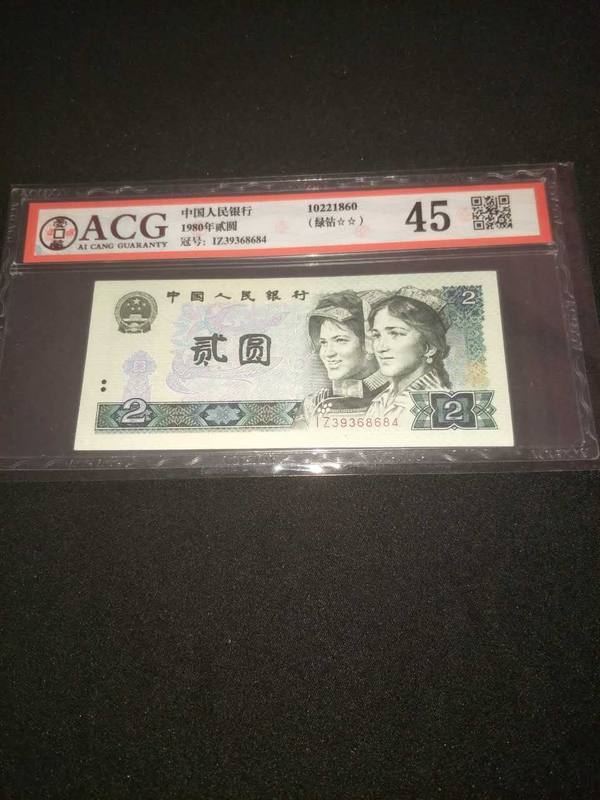 ACG
AI CANG GUARANTY
中国人民银行
1980年贰圆
冠号: IZ39368684
10221860
(绿钻☆☆)
45
中国人民银行
贰圆
2
2
2
IZ39368684